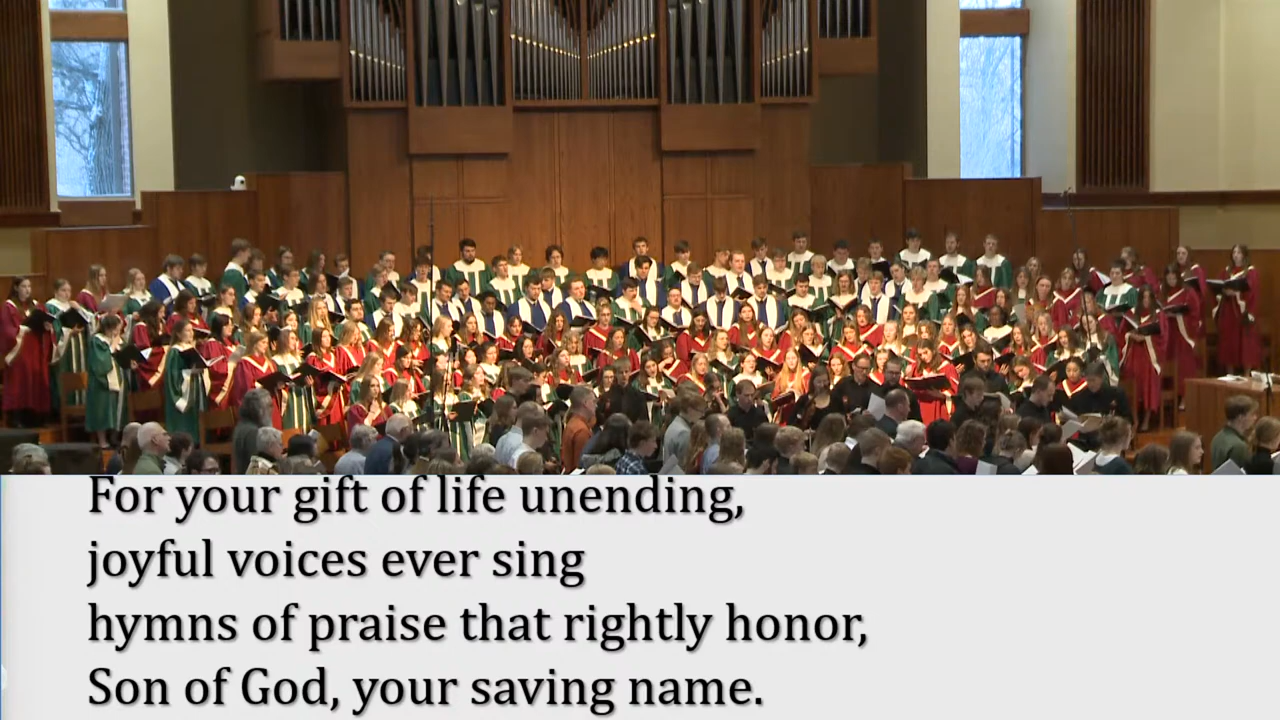 For your gift of life unending,
joyful voices ever sing
hymns of praise that rightly honor,
Son of God, your saving name.